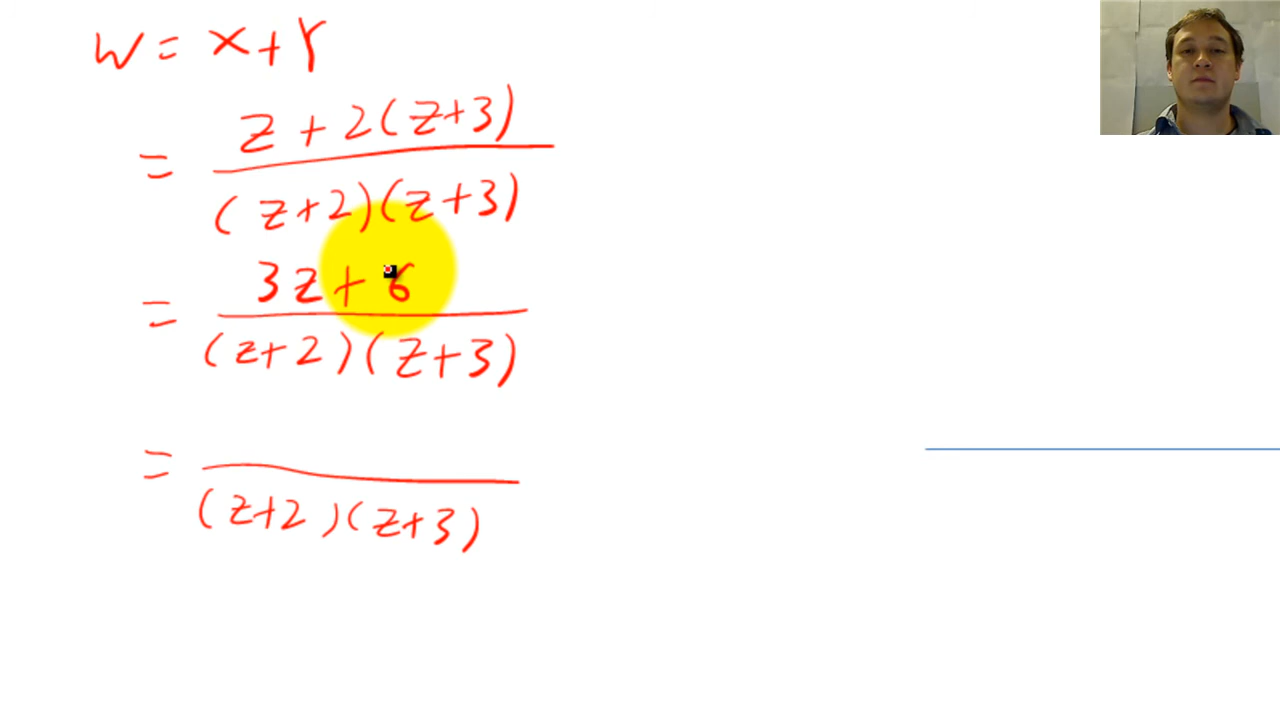 W = X + Y
= z + 2(z+3) / (z+2)(z+3)
= 3z + 6 / (z+2)(z+3)
= / (z+2)(z+3)